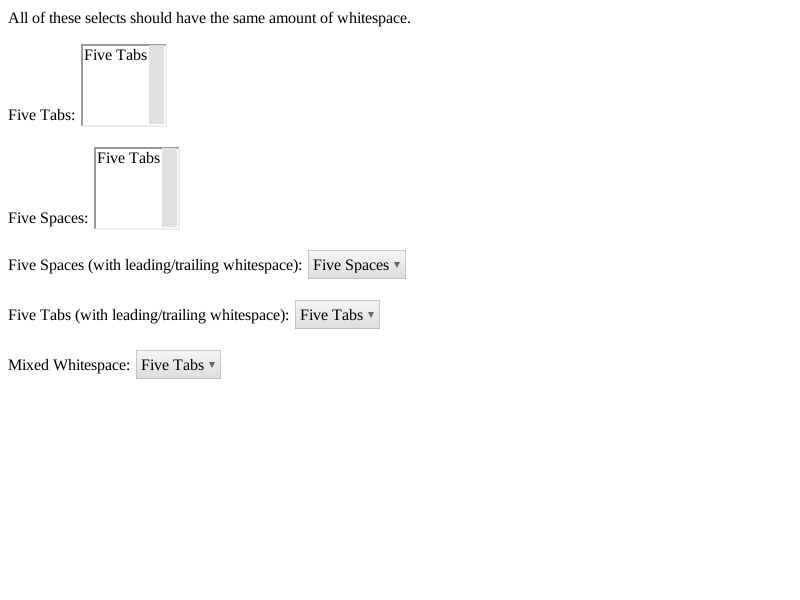 All of these selects should have the same amount of whitespace.
Five Tabs
Five Tabs:
Five Tabs
Five Spaces:
Five Spaces (with leading/trailing whitespace): Five Spaces
Five Tabs (with leading/trailing whitespace): Five Tabs
Mixed Whitespace: Five Tabs